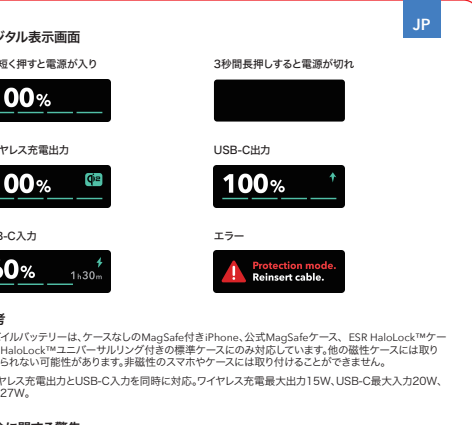 JP
ジタル表示画面
短く押すと電源が入り
3秒間長押しすると電源が切れ
00%
ヤレス充電出力
USB-C出力
00%
100%
-C入力
0%
1h30m
エラー
Protection mode.
Reinsert cable.
考
イルバッテリーは、ケースなしのMagSafe付きiPhone、公式MagSafeケース、ESR HaloLock™ケー
HaloLock™ユニバーサルリング付きの標準ケースにのみ対応しています。他の磁性ケースには取り
られない可能性があります。非磁性のスマホやケースには取り付けることができません。
ヤレス充電出力とUSB-C入力を同時に対応。ワイヤレス充電最大出力15W、USB-C最大入力20W、
27W。
に関する警告